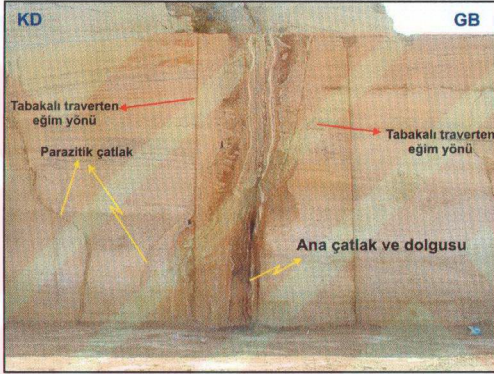 KD
GB
Tabakalı traverten
eğim yönü
Parazitik çatlak
Tabakalı traverten
eğim yönü
Ana çatlak ve dolgusu